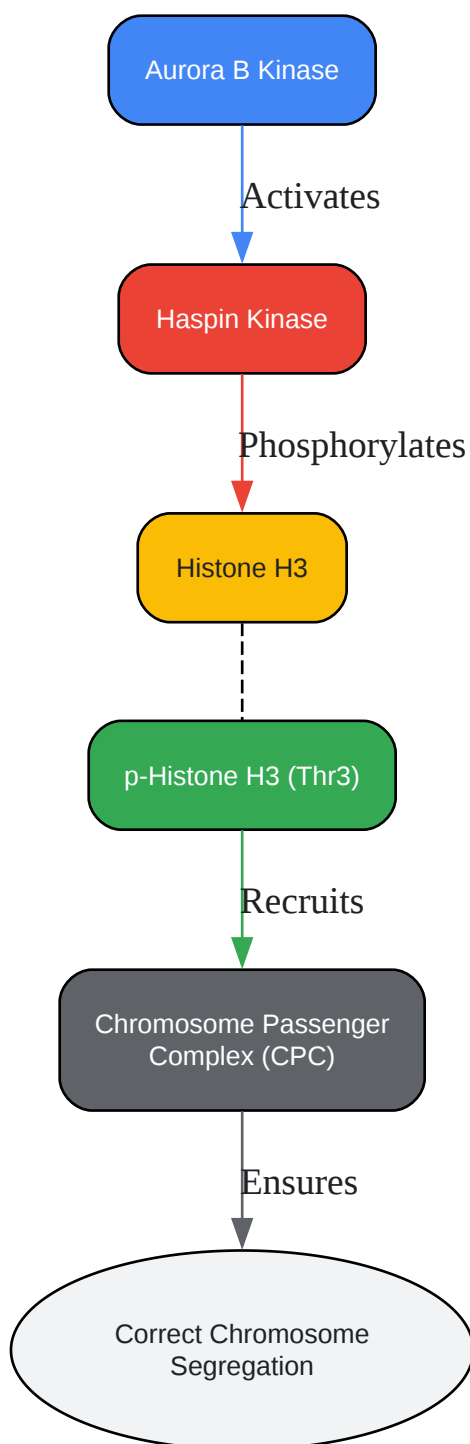 Aurora B Kinase
Activates
Haspin Kinase
Phosphorylates
Histone H3
p-Histone H3 (Thr3)
Recruits
Chromosome Passenger
Complex (CPC)
Ensures
Correct Chromosome
Segregation